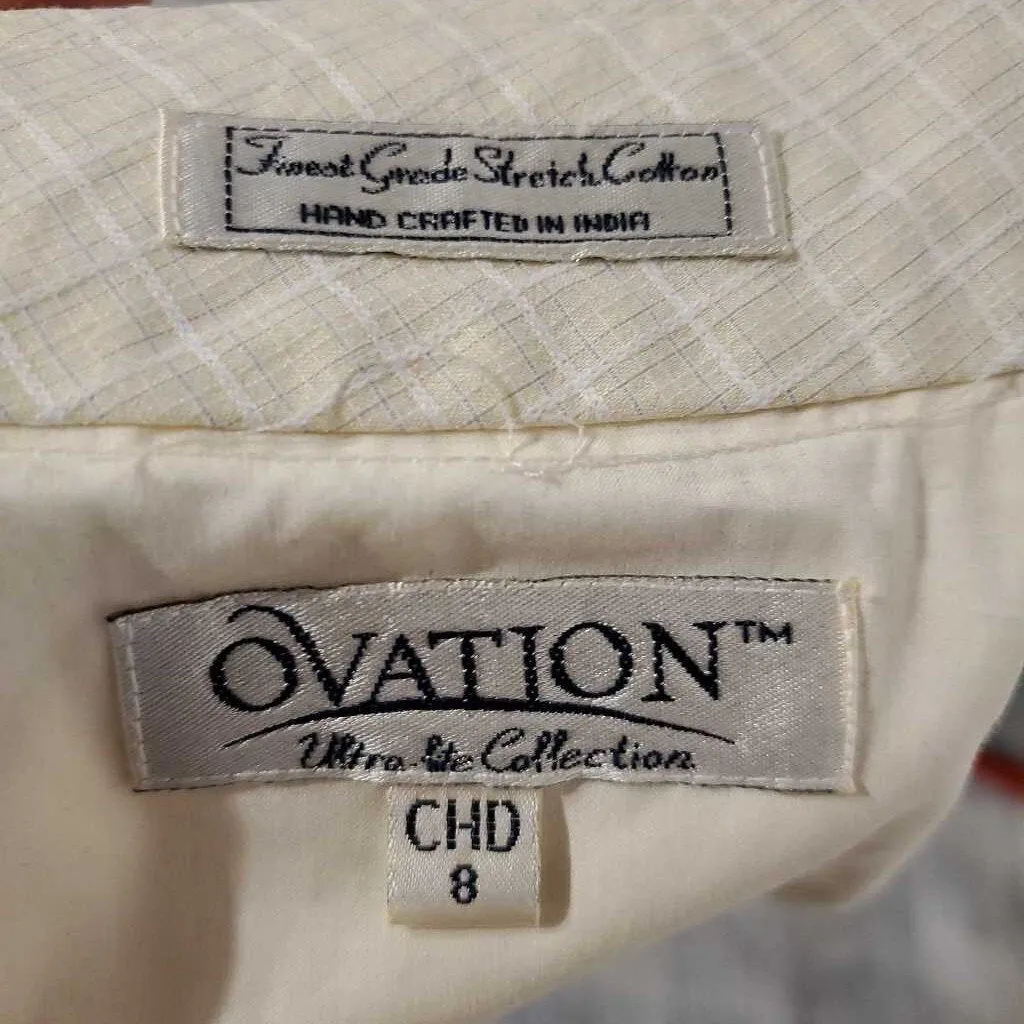 Finest Grade Stretch Cotton
HAND CRAFTED IN INDIA
OVATION™
Ultra-lite Collection
CHD
8